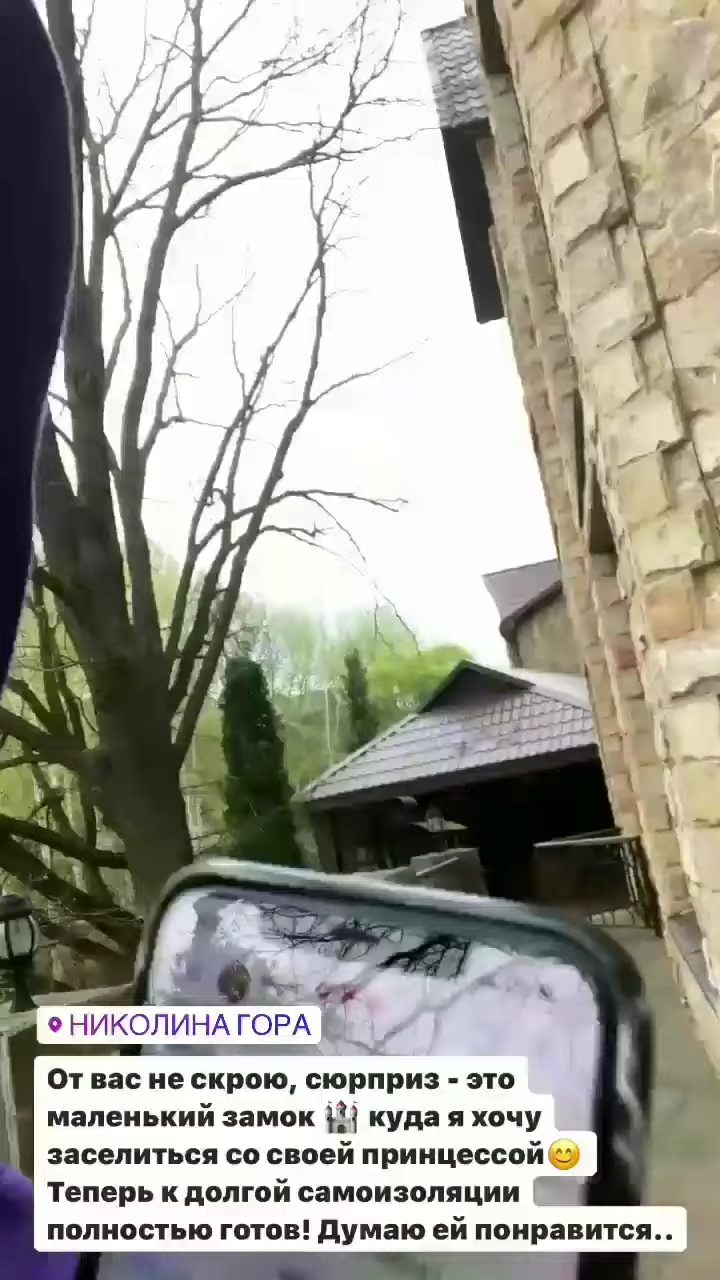 НИКОЛИНА ГОРА
От вас не скрою, сюрприз - это
маленький замок 🏰 куда я хочу
заселиться со своей принцессой😊
Теперь к долгой самоизоляции
полностью готов! Думаю ей понравится..